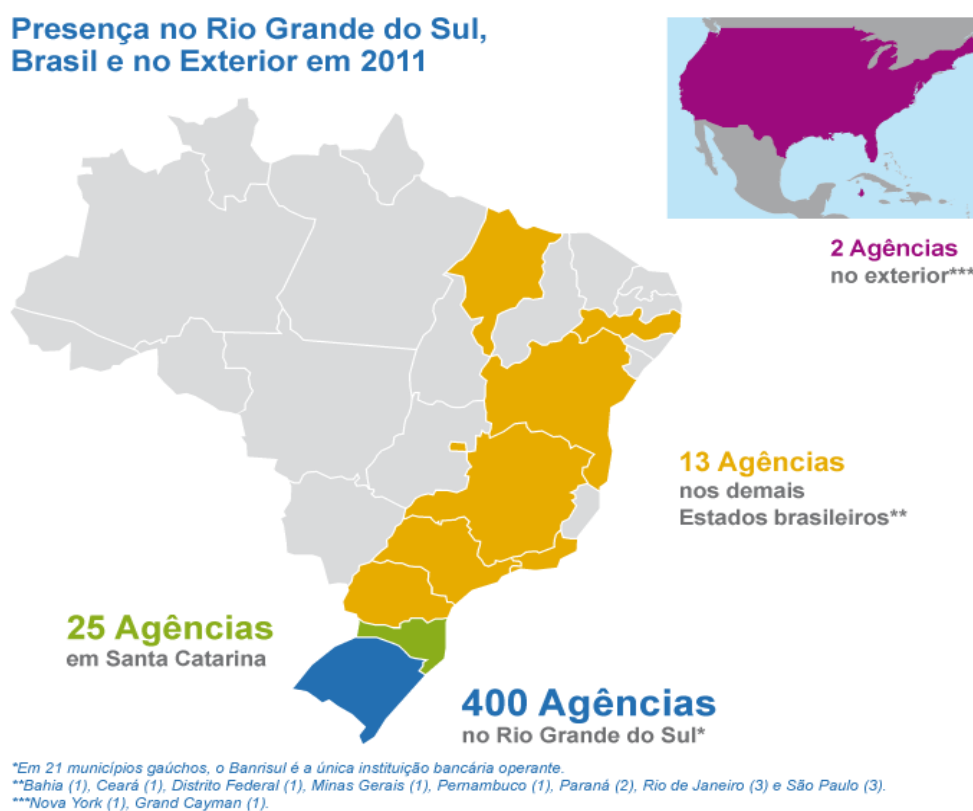 Presença no Rio Grande do Sul,
Brasil e no Exterior em 2011
2 Agências
no exterior***
13 Agências
nos demais
Estados brasileiros**
25 Agências
em Santa Catarina
400 Agências
no Rio Grande do Sul*
*Em 21 municípios gaúchos, o Banrisul é a única instituição bancária operante.
**Bahia (1), Ceará (1), Distrito Federal (1), Minas Gerais (1), Pernambuco (1), Paraná (2), Rio de Janeiro (3) e São Paulo (3).
***Nova York (1), Grand Cayman (1).